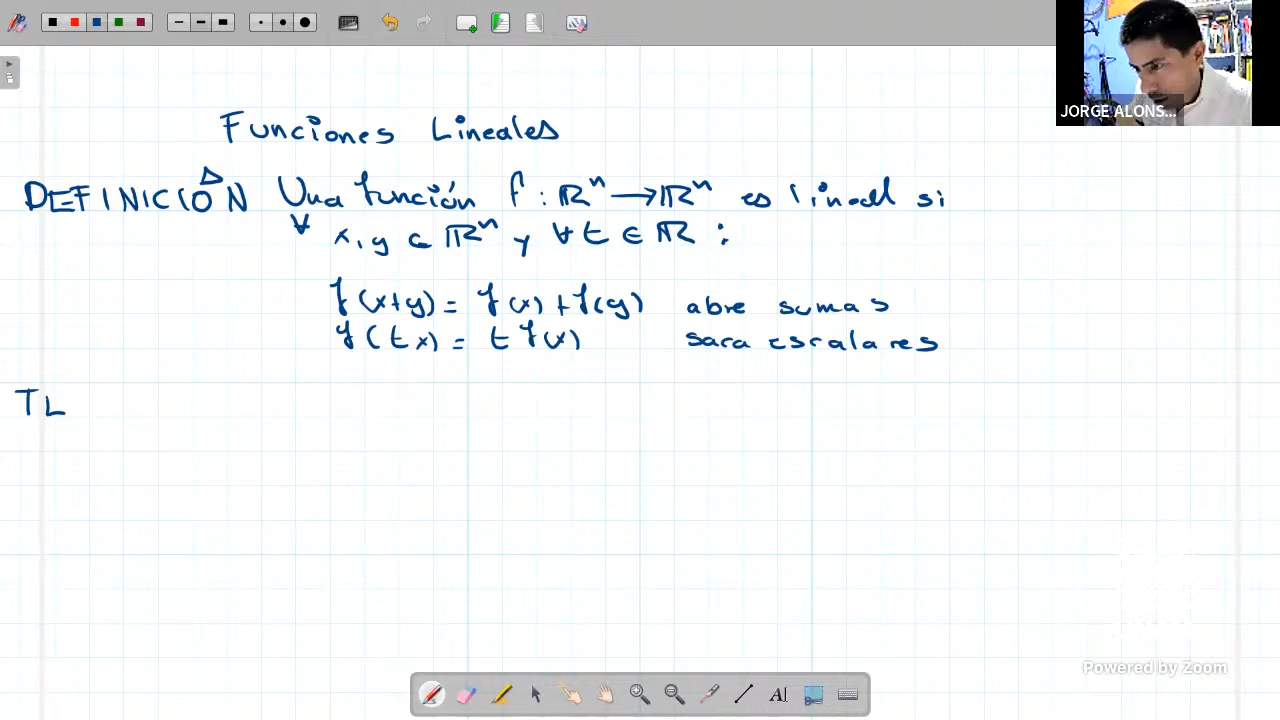 JORGE ALONS...
Funciones Lineales
DEFINICIÓN Una función f : ℝⁿ → ℝⁿ es lineal si
∀ x, y ⊂ ℝⁿ y ∀ t ∈ ℝ :
f(x+y) = f(x) + f(y) abre sumas
f(tx) = t f(x) saca escalares
TL
Powered by Zoom
AI